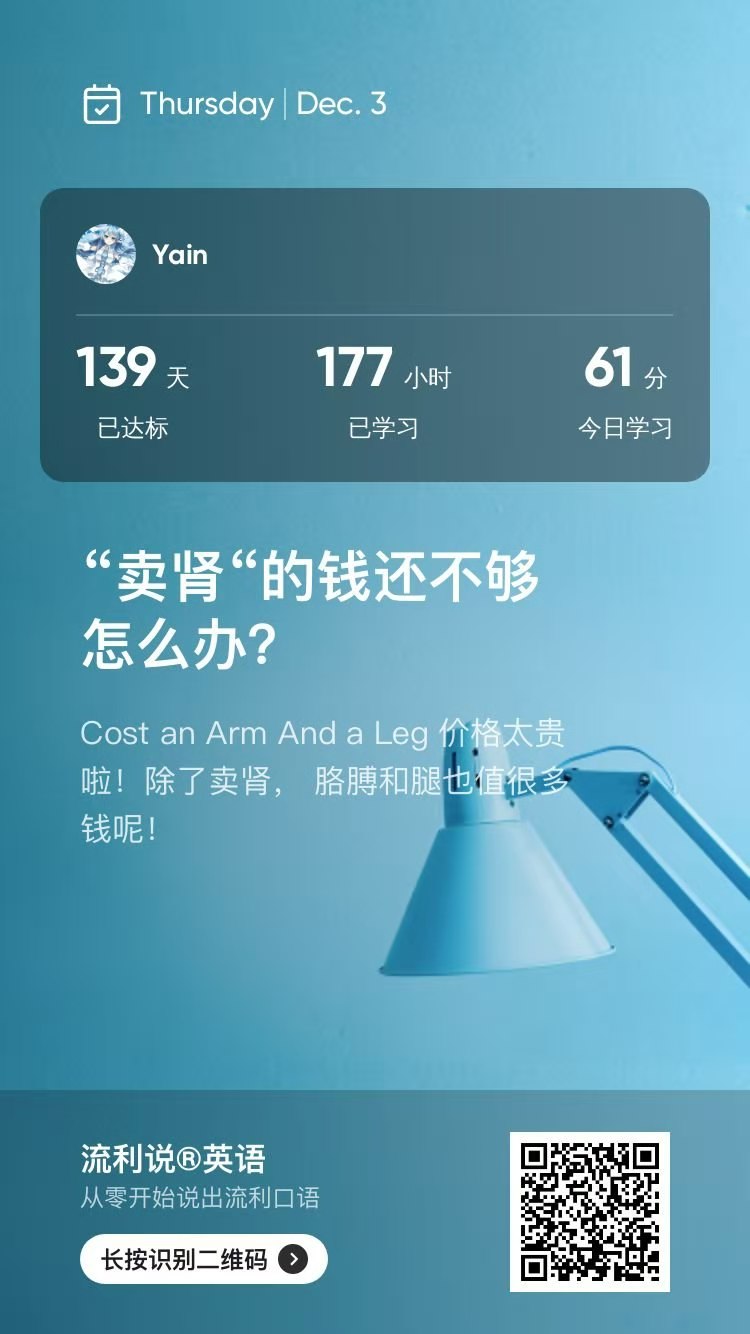 Thursday | Dec. 3
Yain
139 天 177 小时 61 分
已达标 已学习 今日学习
“卖肾“的钱还不够
怎么办？
Cost an Arm And a Leg 价格太贵
啦！除了卖肾， 胳膊和腿也值很多
钱呢！
流利说®英语
从零开始说出流利口语
长按识别二维码